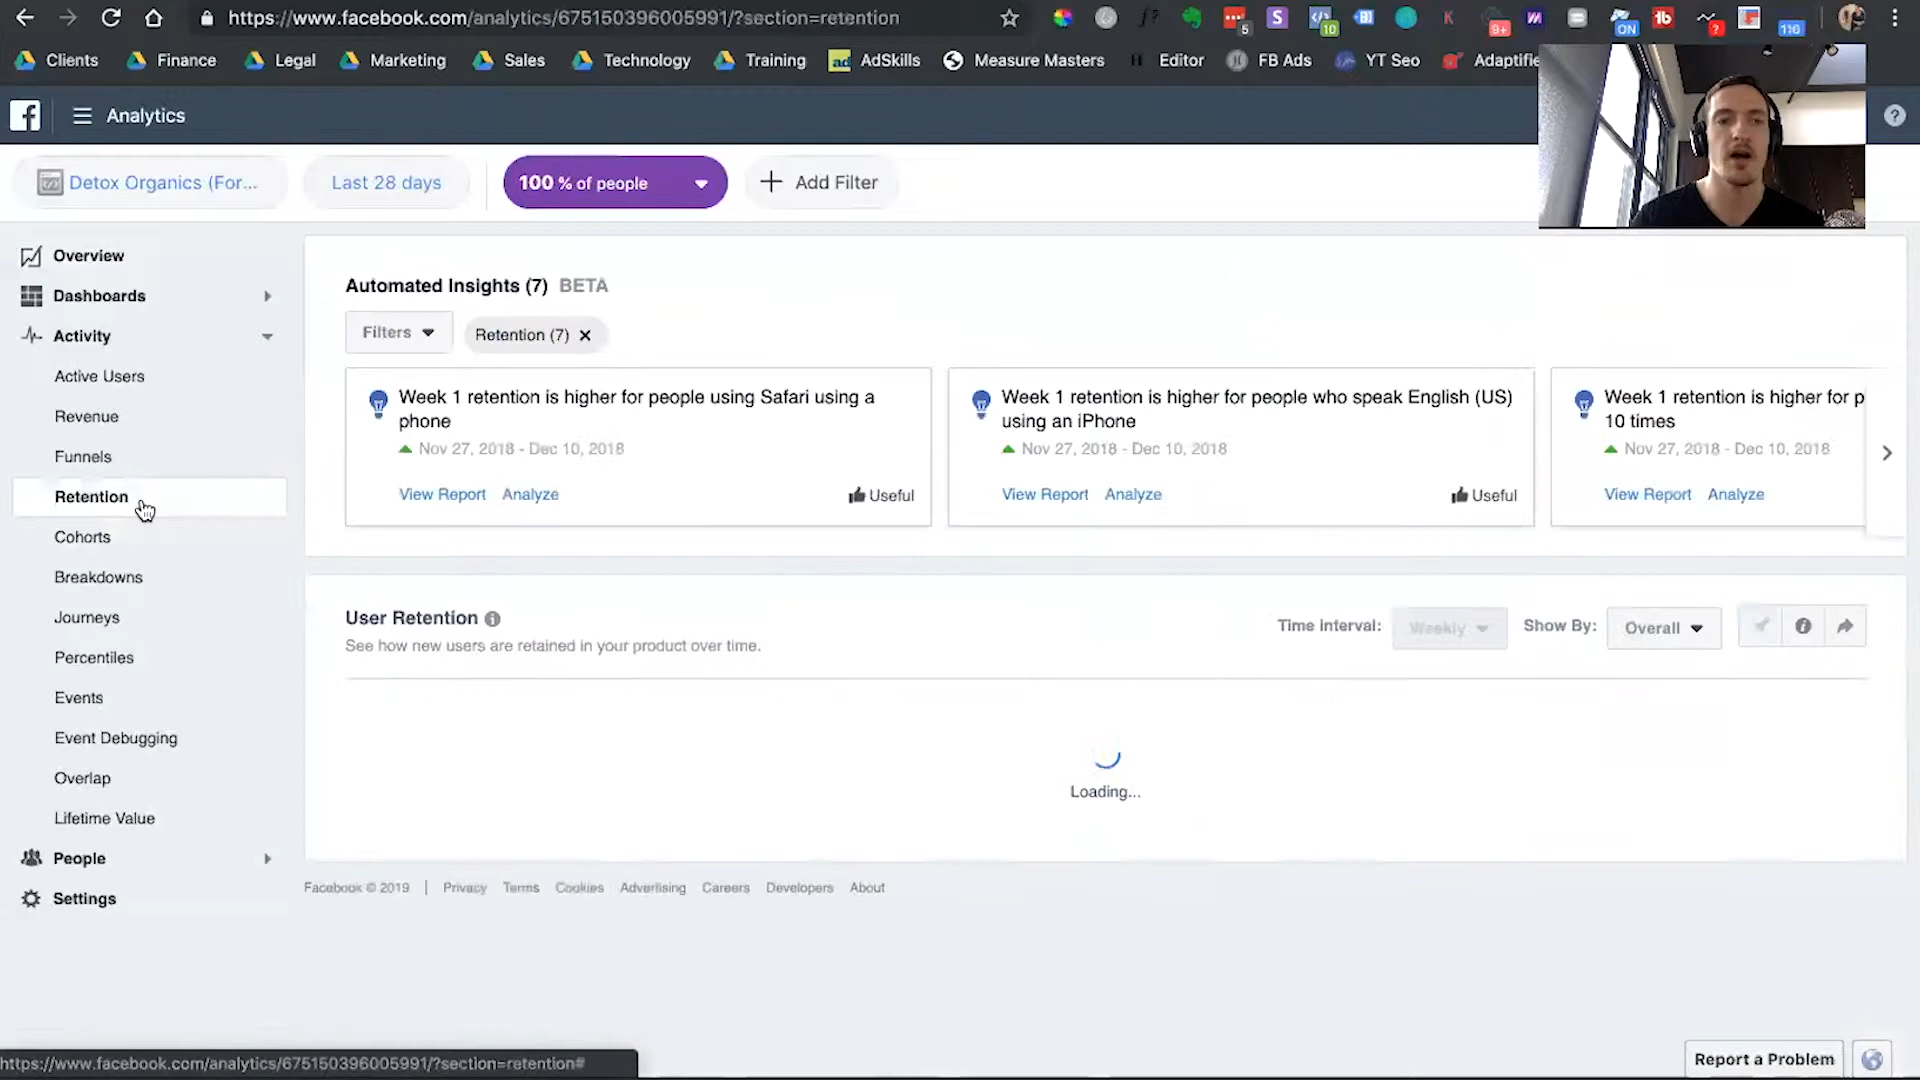 https://www.facebook.com/analytics/675150396005991/?section=retention
5
10
9+
ON
?
110
Clients
Finance
Legal
Marketing
Sales
Technology
Training
ad
AdSkills
Measure Masters
H
Editor
FB Ads
YT Seo
Adaptifie
Analytics
Detox Organics (For...
Last 28 days
100 % of people
Add Filter
Overview
Dashboards
Activity
Active Users
Revenue
Funnels
Retention
Cohorts
Breakdowns
Journeys
Percentiles
Events
Event Debugging
Overlap
Lifetime Value
People
Settings
Automated Insights (7) BETA
Filters
Retention (7)
Week 1 retention is higher for people using Safari using a
phone
Nov 27, 2018 - Dec 10, 2018
View Report Analyze
Useful
Week 1 retention is higher for people who speak English (US)
using an iPhone
Nov 27, 2018 - Dec 10, 2018
View Report Analyze
Useful
Week 1 retention is higher for p
10 times
Nov 27, 2018 - Dec 10, 2018
View Report Analyze
User Retention
See how new users are retained in your product over time.
Time Interval:
Weekly
Show By:
Overall
Loading...
Facebook © 2019 | Privacy Terms Cookies Advertising Careers Developers About
https://www.facebook.com/analytics/675150396005991/?section=retention#
Report a Problem